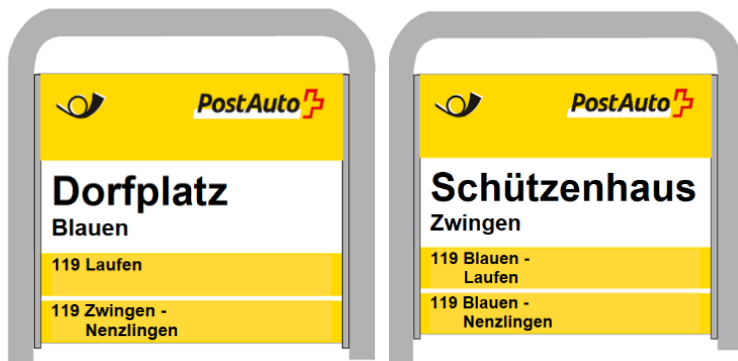 PostAuto
Dorfplatz
Blauen
119 Laufen
119 Zwingen -
Nenzlingen
PostAuto
Schützenhaus
Zwingen
119 Blauen -
Laufen
119 Blauen -
Nenzlingen